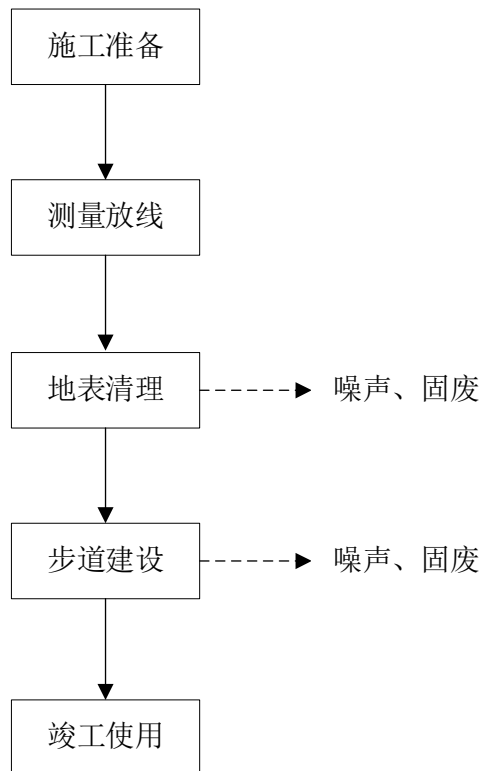 施工准备
测量放线
地表清理
噪声、固废
步道建设
噪声、固废
竣工使用